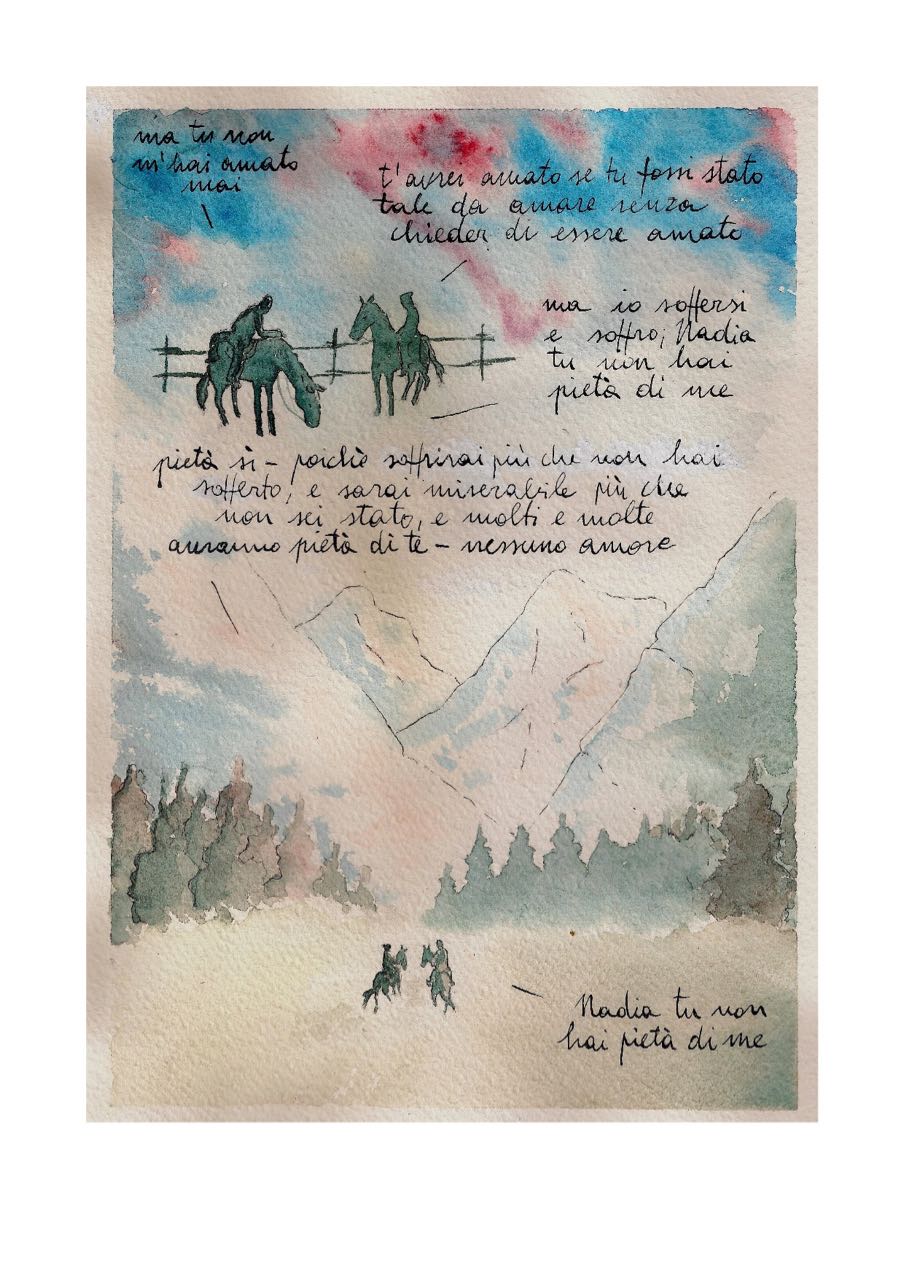 ma tu non
m'hai amato
mai
t'avrei amato se tu fossi stato
tale da amare senza
chieder di essere amato
ma io soffersi
e soffro; Nadia
tu non hai
pietà di me
pietà sì – poichè soffrirai più che non hai
sofferto, e sarai miserabile più che
non sei stato, e molti e molte
avranno pietà di te – nessuno amore
Nadia tu non
hai pietà di me